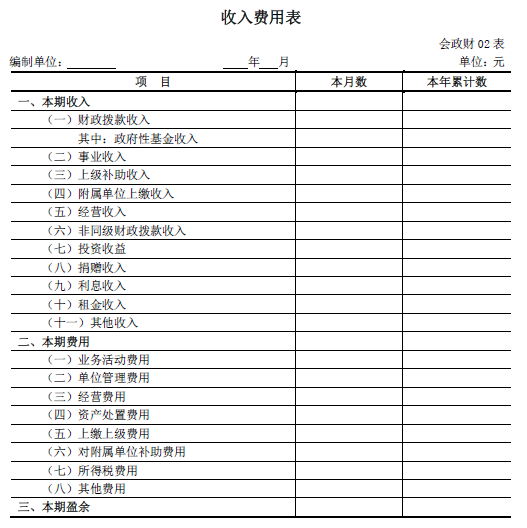 收入费用表
会政财 02 表
编制单位：________ ____年___月 单位：元
项 目 本月数 本年累计数
一、本期收入
（一）财政拨款收入
其中：政府性基金收入
（二）事业收入
（三）上级补助收入
（四）附属单位上缴收入
（五）经营收入
（六）非同级财政拨款收入
（七）投资收益
（八）捐赠收入
（九）利息收入
（十）租金收入
（十一）其他收入
二、本期费用
（一）业务活动费用
（二）单位管理费用
（三）经营费用
（四）资产处置费用
（五）上缴上级费用
（六）对附属单位补助费用
（七）所得税费用
（八）其他费用
三、本期盈余